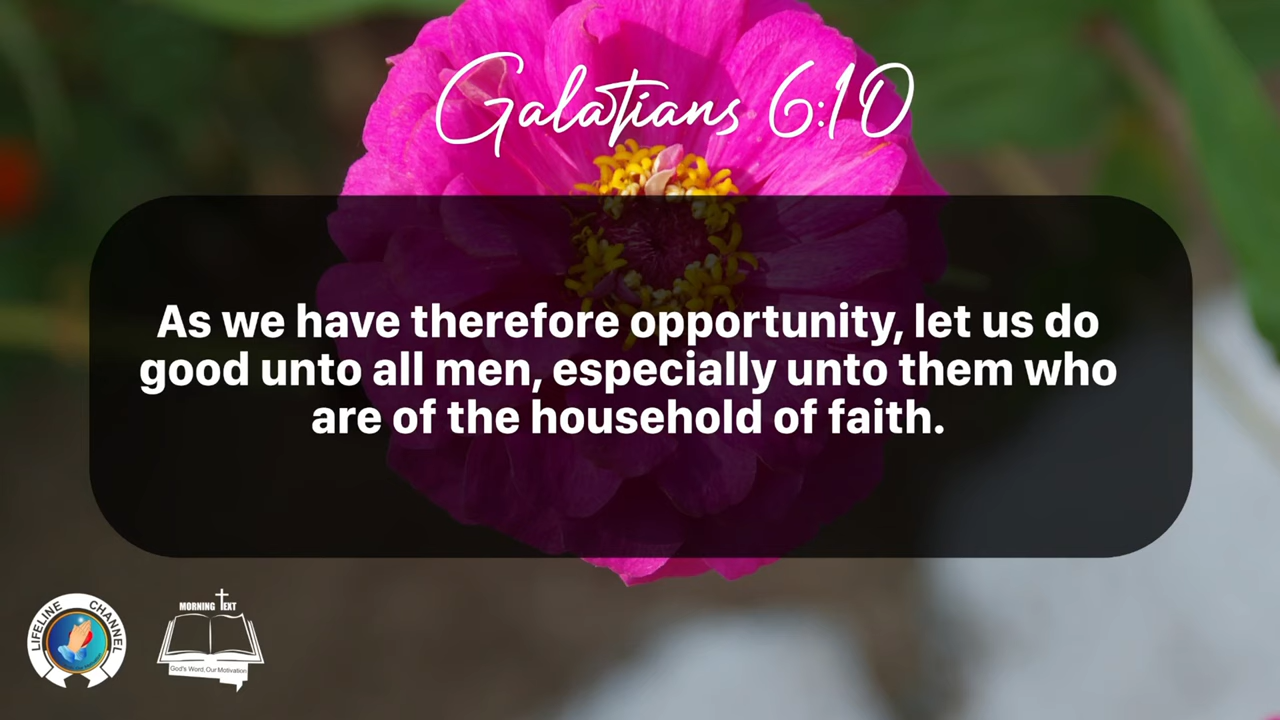 Galatians 6:10
As we have therefore opportunity, let us do
good unto all men, especially unto them who
are of the household of faith.
LIFELINE CHANNEL
MORNING TEXT
God's Word, Our Motivation